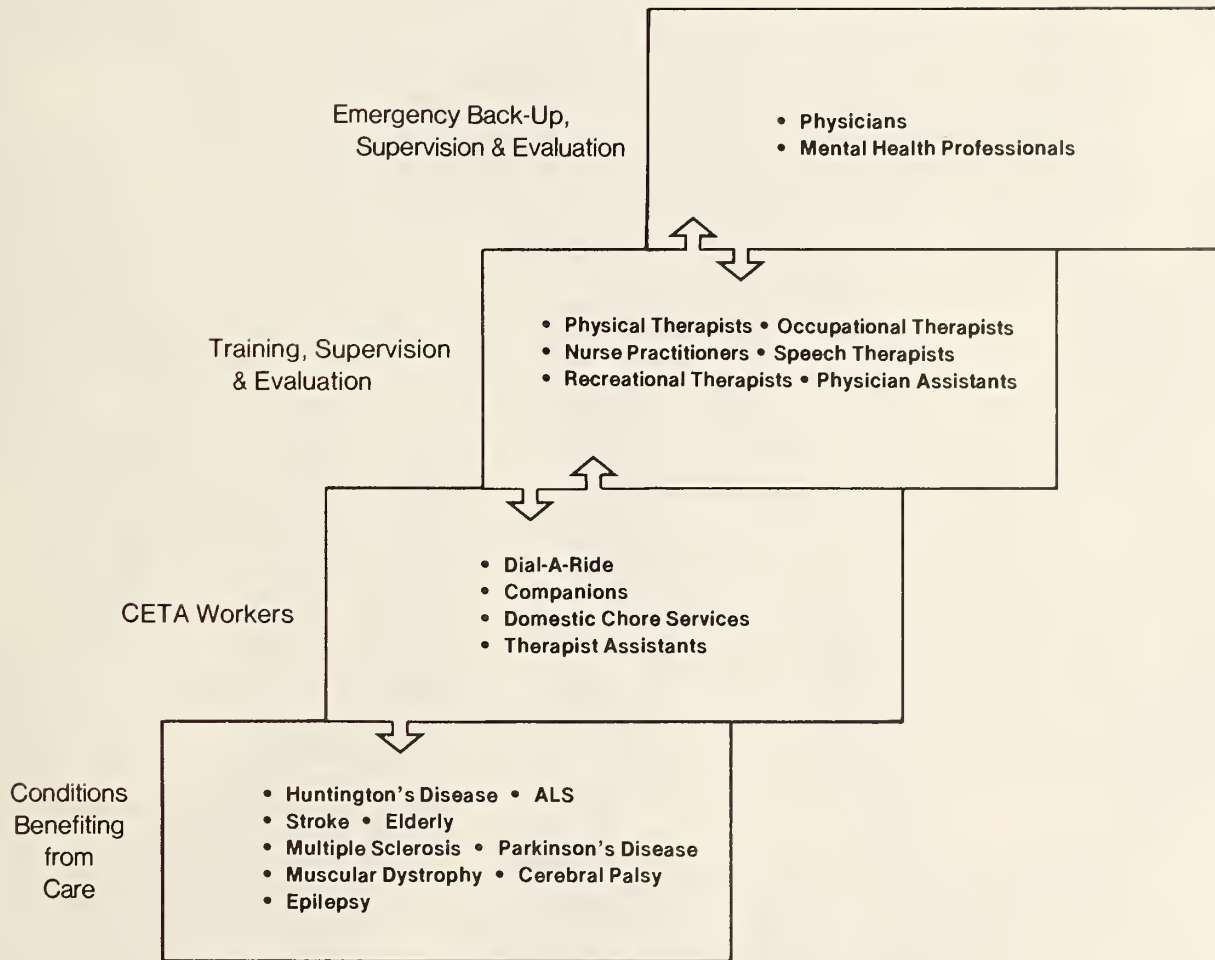 Emergency Back-Up,
Supervision & Evaluation
• Physicians
• Mental Health Professionals
Training, Supervision
& Evaluation
• Physical Therapists • Occupational Therapists
• Nurse Practitioners • Speech Therapists
• Recreational Therapists • Physician Assistants
CETA Workers
• Dial-A-Ride
• Companions
• Domestic Chore Services
• Therapist Assistants
Conditions
Benefiting
from
Care
• Huntington's Disease • ALS
• Stroke • Elderly
• Multiple Sclerosis • Parkinson's Disease
• Muscular Dystrophy • Cerebral Palsy
• Epilepsy